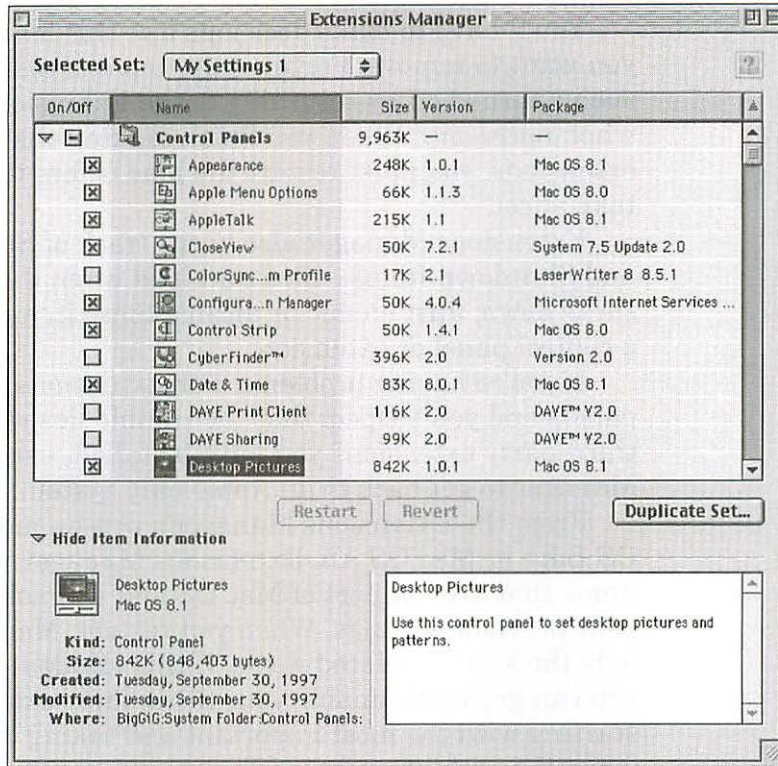 Extensions Manager
Selected Set: My Settings 1
On/Off Name Size Version Package
Control Panels 9,963K — —
Appearance 248K 1.0.1 Mac OS 8.1
Apple Menu Options 66K 1.1.3 Mac OS 8.0
AppleTalk 215K 1.1 Mac OS 8.1
CloseView 50K 7.2.1 System 7.5 Update 2.0
ColorSync...m Profile 17K 2.1 LaserWriter 8 8.5.1
Configura...n Manager 50K 4.0.4 Microsoft Internet Services ...
Control Strip 50K 1.4.1 Mac OS 8.0
CyberFinder™ 396K 2.0 Version 2.0
Date & Time 83K 8.0.1 Mac OS 8.1
DAVE Print Client 116K 2.0 DAVE™ V2.0
DAVE Sharing 99K 2.0 DAVE™ V2.0
Desktop Pictures 842K 1.0.1 Mac OS 8.1
Restart Revert Duplicate Set...
Hide Item Information
Desktop Pictures
Mac OS 8.1
Kind: Control Panel
Size: 842K (848,403 bytes)
Created: Tuesday, September 30, 1997
Modified: Tuesday, September 30, 1997
Where: BigGiG:System Folder:Control Panels:
Desktop Pictures
Use this control panel to set desktop pictures and
patterns.